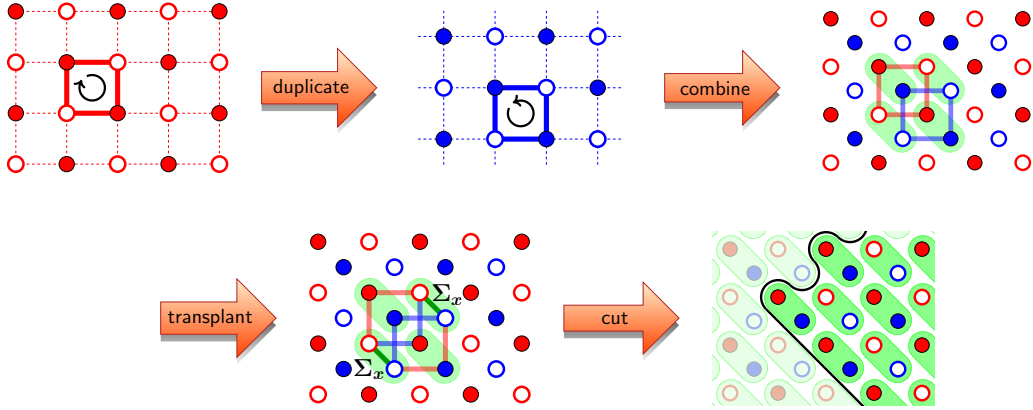 duplicate
combine
transplant
Σx
Σx
cut